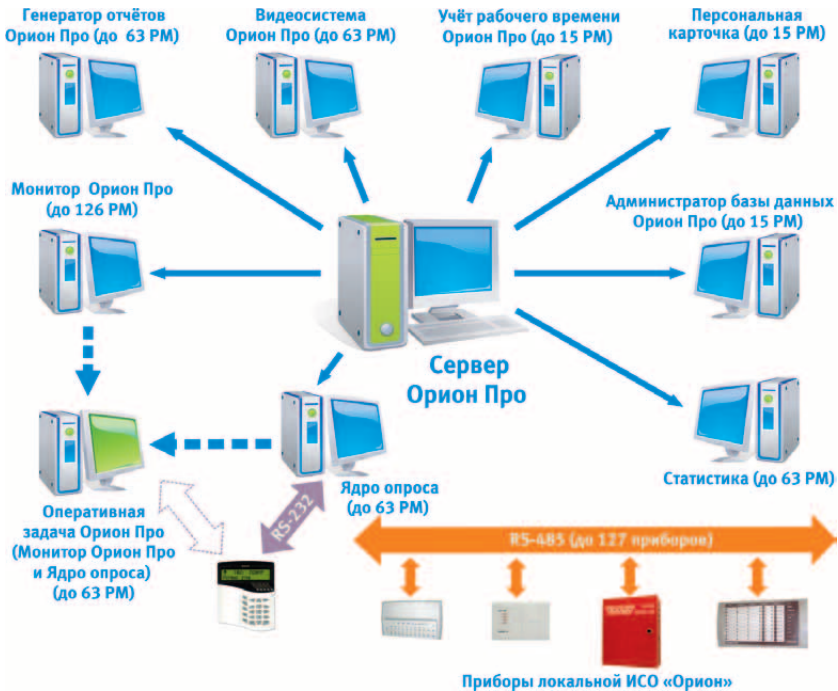 Генератор отчётов
Орион Про (до 63 РМ)
Видеосистема
Орион Про (до 63 РМ)
Учёт рабочего времени
Орион Про (до 15 РМ)
Персональная
карточка (до 15 РМ)
Монитор Орион Про
(до 126 РМ)
Администратор базы данных
Орион Про (до 15 РМ)
Сервер
Орион Про
Оперативная
задача Орион Про
(Монитор Орион Про
и Ядро опроса)
(до 63 РМ)
Ядро опроса
(до 63 РМ)
Статистика (до 63 РМ)
RS-232
RS-485 (до 127 приборов)
Приборы локальной ИСО «Орион»